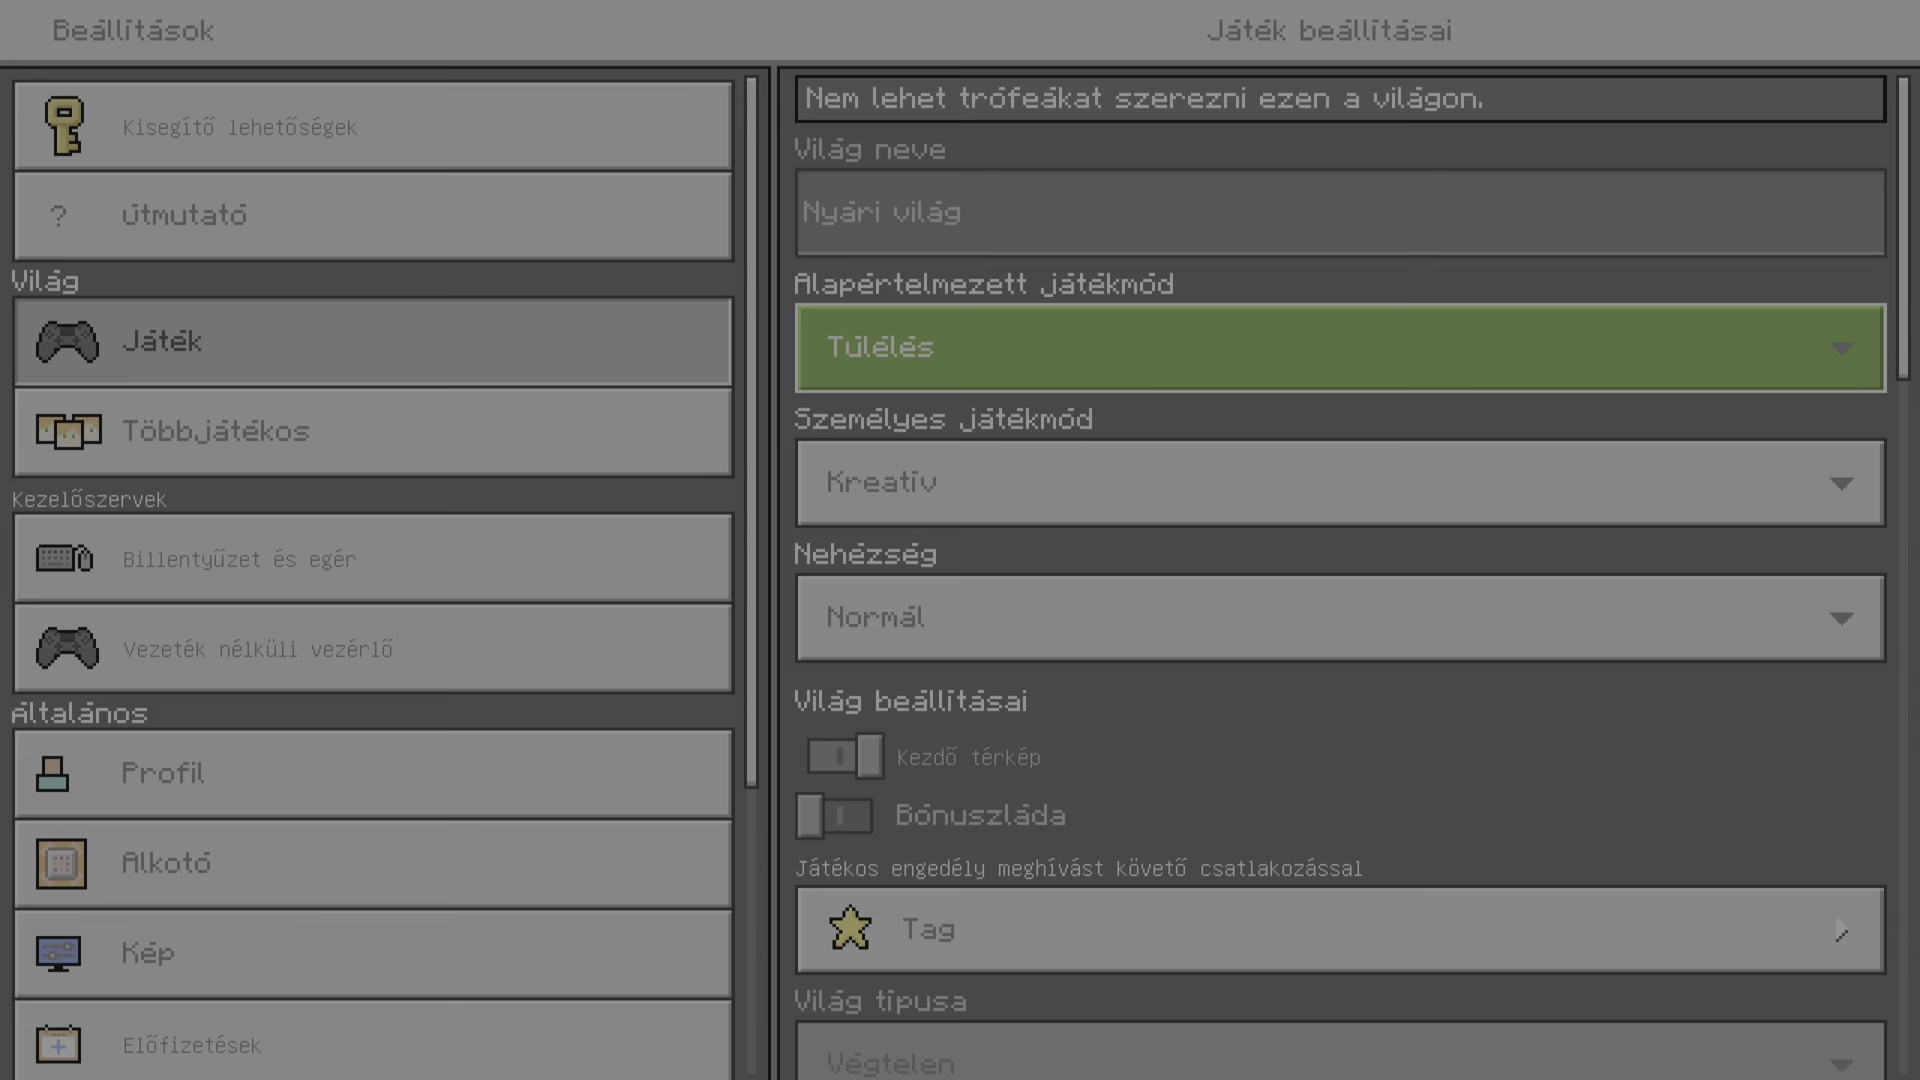 Beállítások
Játék beállításai
Kisegítő lehetőségek
? Útmutató
Világ
Játék
Többjátékos
Kezelőszervek
Billentyűzet és egér
Vezeték nélküli vezérlő
Általános
Profil
Alkotó
Kép
Előfizetések
Nem lehet trófeákat szerezni ezen a világon.
Világ neve
Nyári világ
Alapértelmezett játékmód
Túlélés
Személyes játékmód
Kreatív
Nehézség
Normál
Világ beállításai
Kezdő térkép
Bónuszláda
Játékos engedély meghívást követő csatlakozással
Tag
Világ típusa
Végtelen